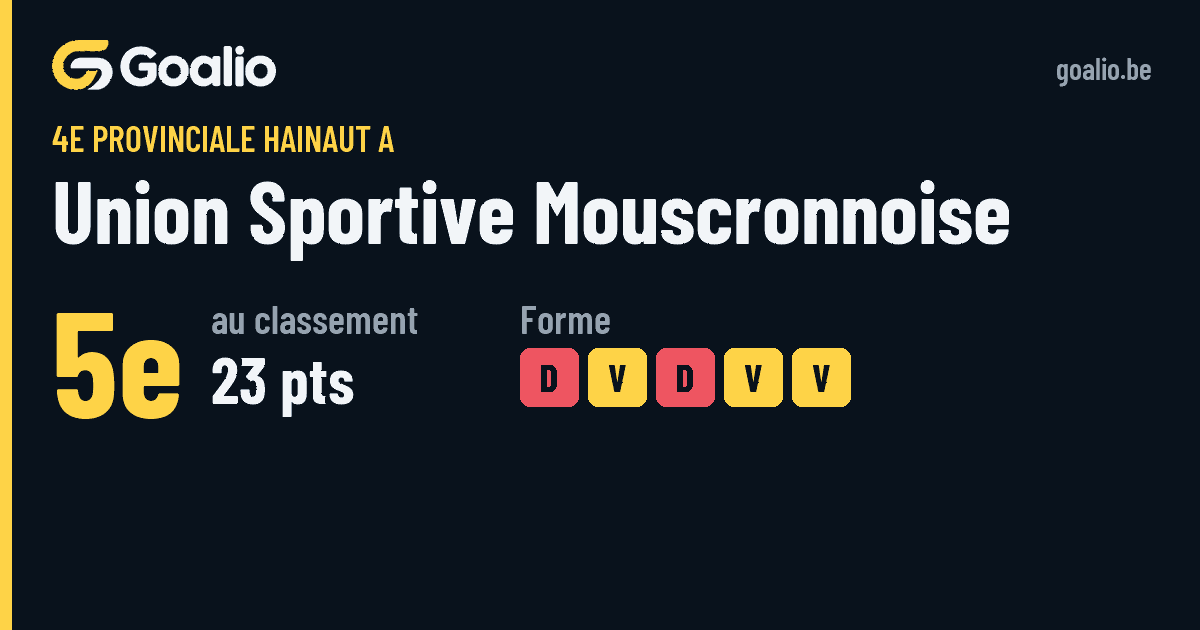 Goalio
goalio.be
4E PROVINCIALE HAINAUT A
Union Sportive Mouscronnoise
5e
au classement
23 pts
Forme
D V D V V